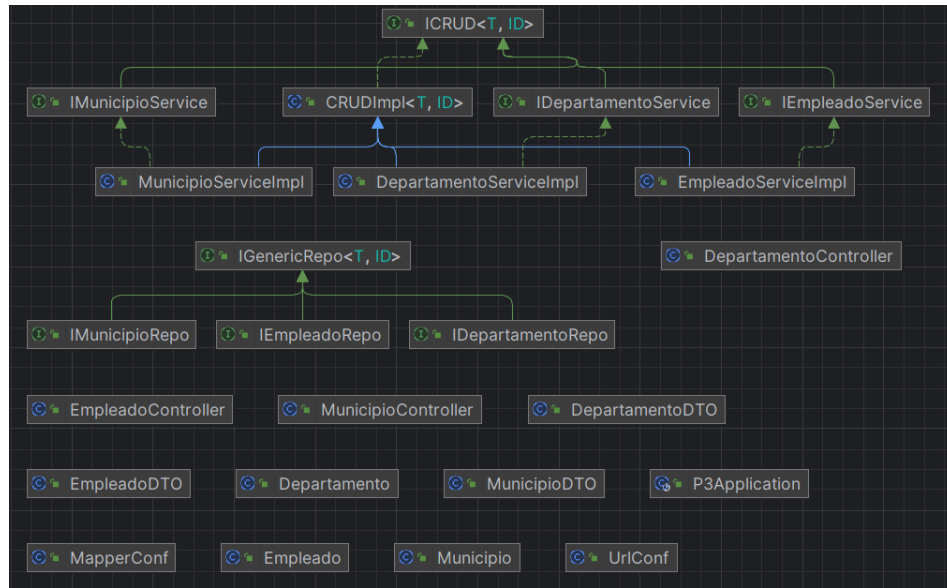 ICRUD<T, ID>
IMunicipioService
CRUDImpl<T, ID>
IDepartamentoService
IEmpleadoService
MunicipioServiceImpl
DepartamentoServiceImpl
EmpleadoServiceImpl
IGenericRepo<T, ID>
DepartamentoController
IMunicipioRepo
IEmpleadoRepo
IDepartamentoRepo
EmpleadoController
MunicipioController
DepartamentoDTO
EmpleadoDTO
Departamento
MunicipioDTO
P3Application
MapperConf
Empleado
Municipio
UrlConf